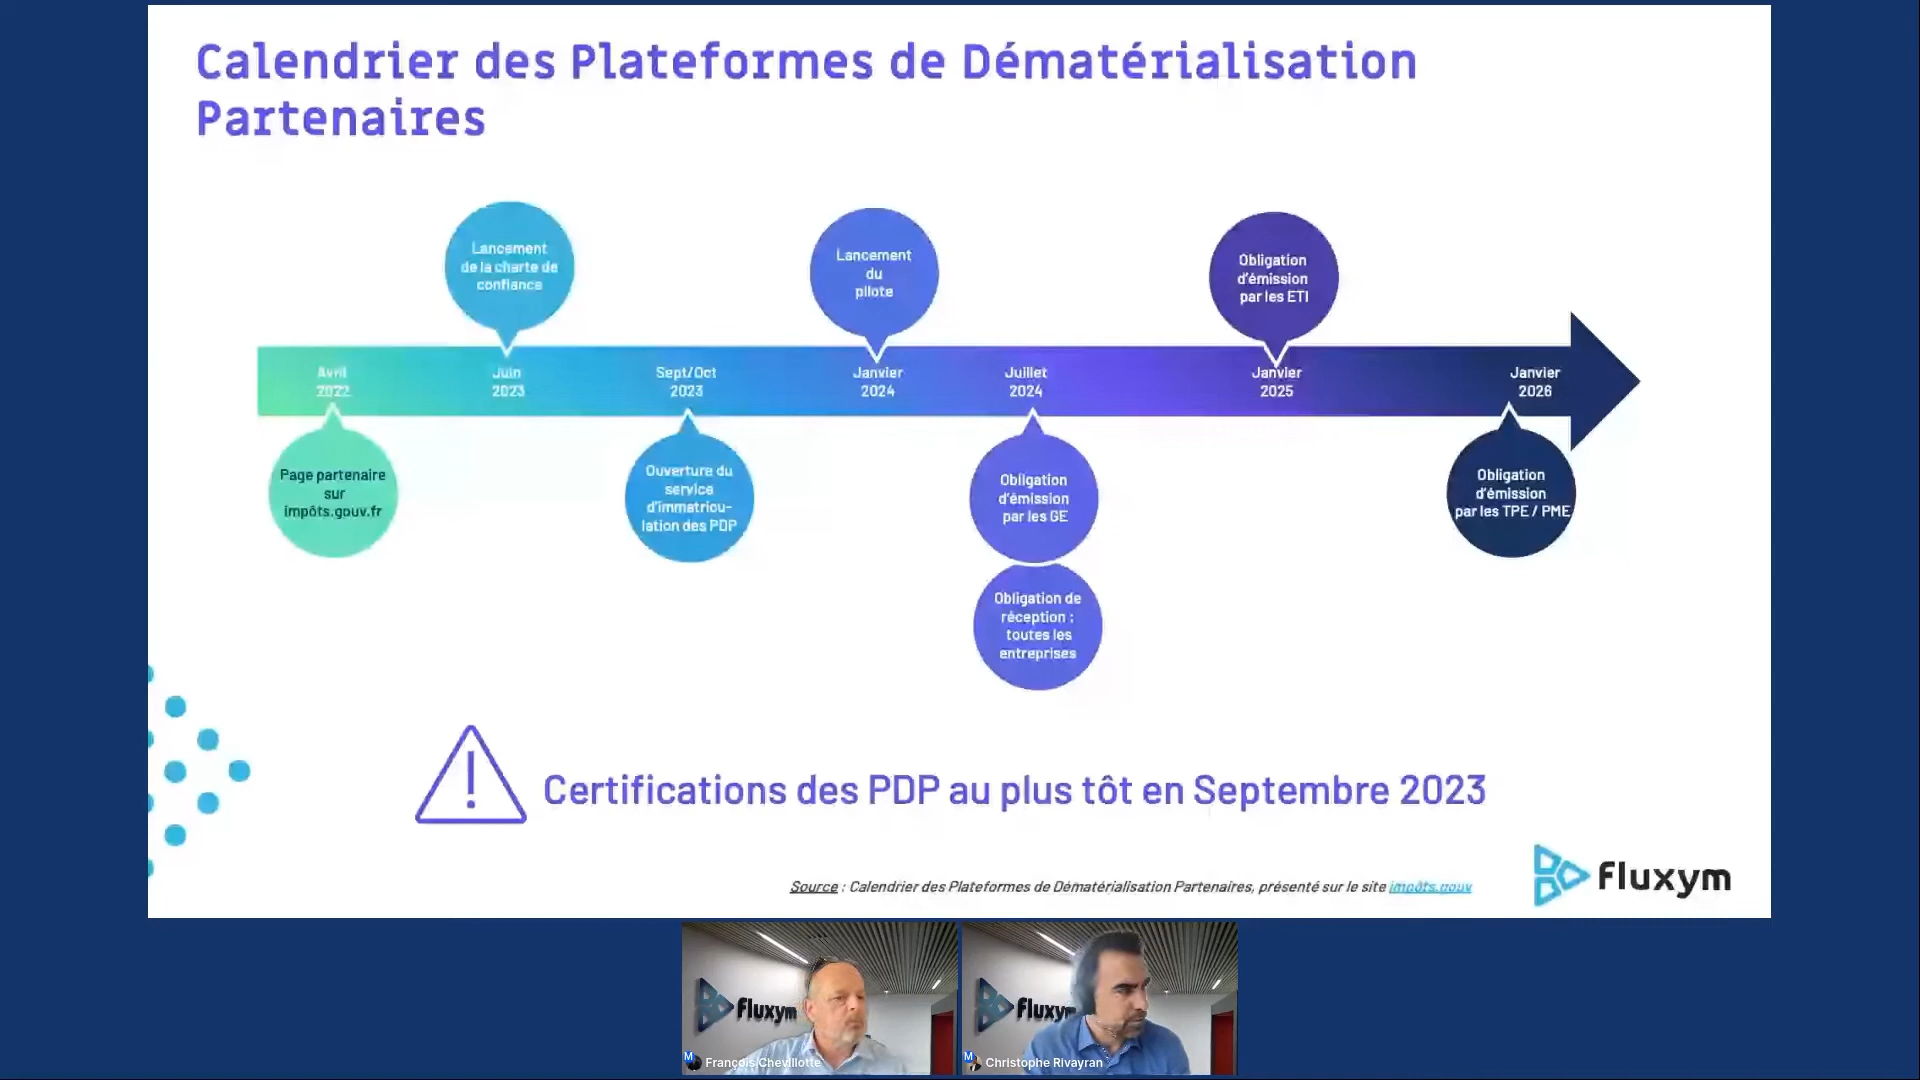 Calendrier des Plateformes de Dématérialisation
Partenaires
Lancement
de la charte de
confiance
Lancement
du
pilote
Obligation
d'émission
par les ETI
Avril
2022
Juin
2023
Sept/Oct
2023
Janvier
2024
Juillet
2024
Janvier
2025
Janvier
2026
Page partenaire
sur
impôts.gouv.fr
Ouverture du
service
d'immatriou-
lation des PDP
Obligation
d'émission
par les GE
Obligation
d'émission
par les TPE / PME
Obligation de
réception :
toutes les
entreprises
Certifications des PDP au plus tôt en Septembre 2023
Source : Calendrier des Plateformes de Dématérialisation Partenaires, présenté sur le site impôts.gouv
fluxym
fluxym
fluxym
M
François Chevillotte
M
Christophe Rivayran